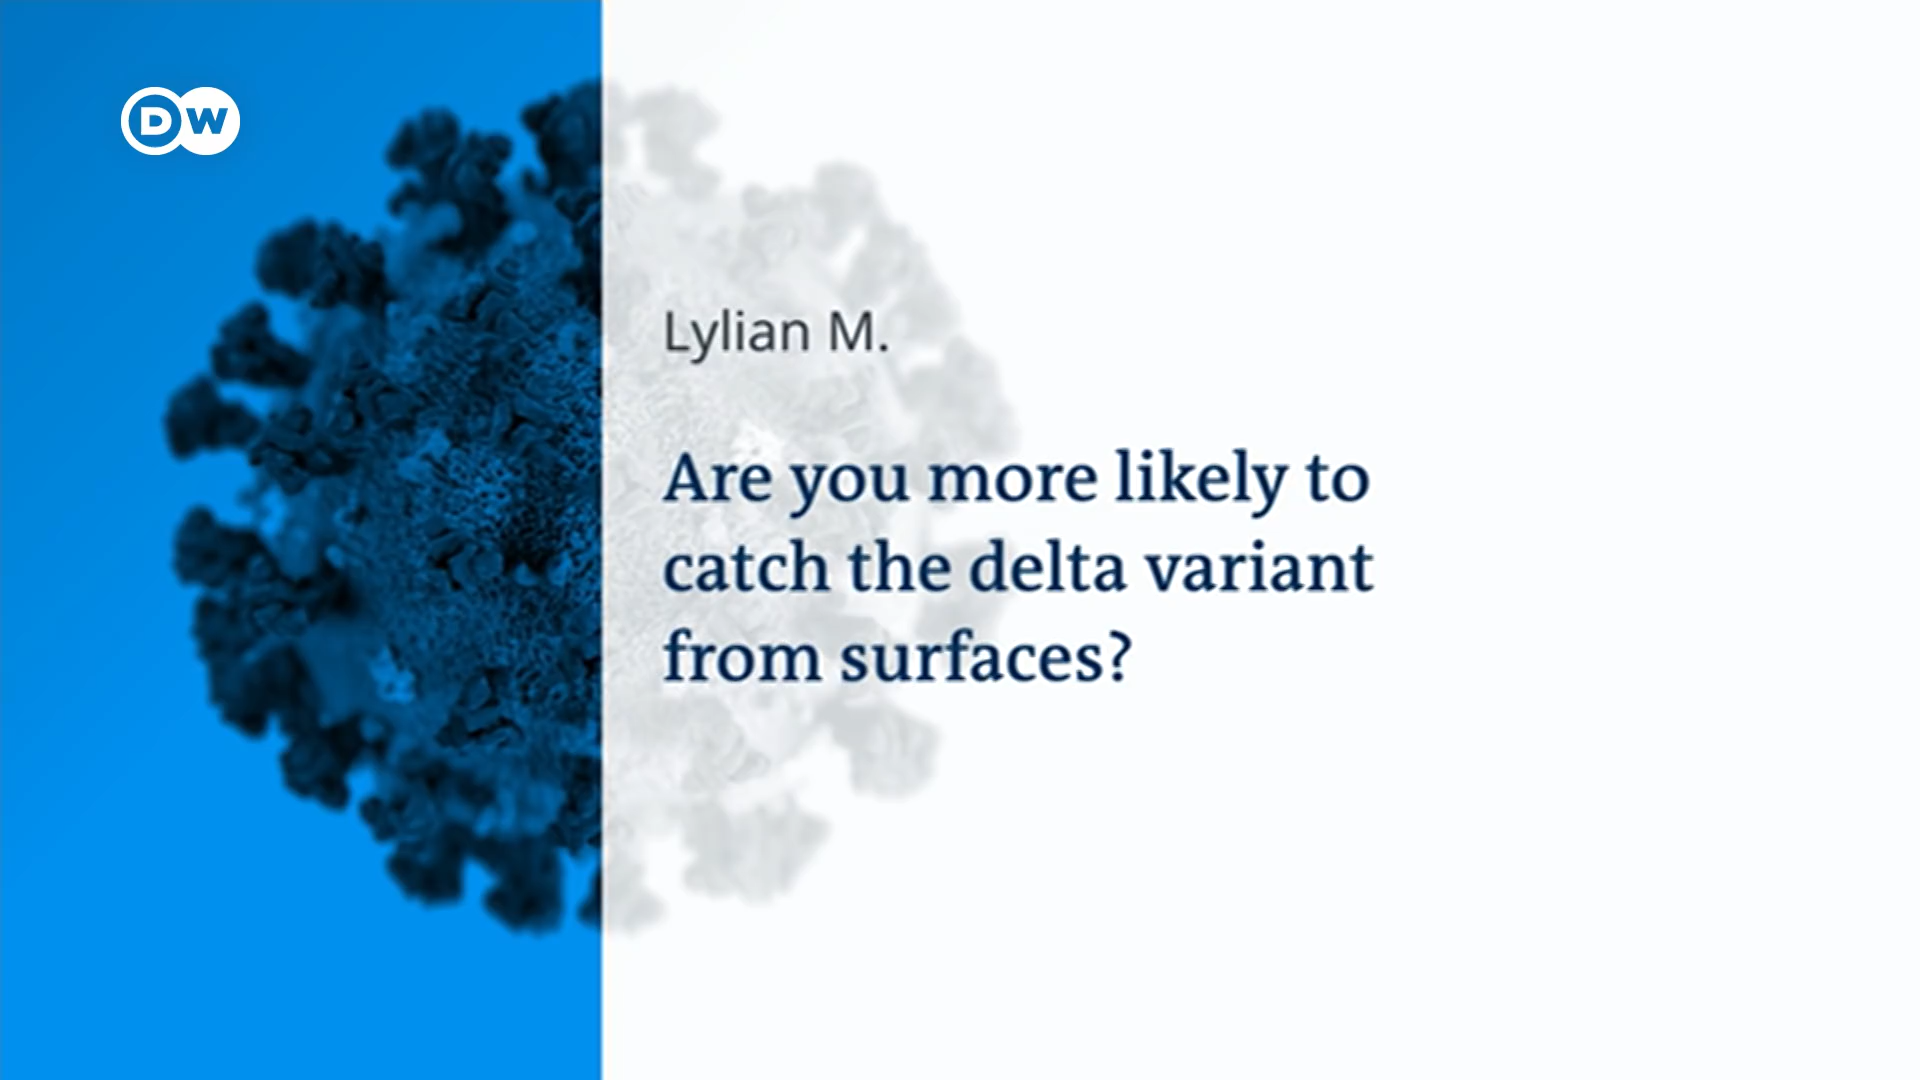 DW
Lylian M.
Are you more likely to
catch the delta variant
from surfaces?